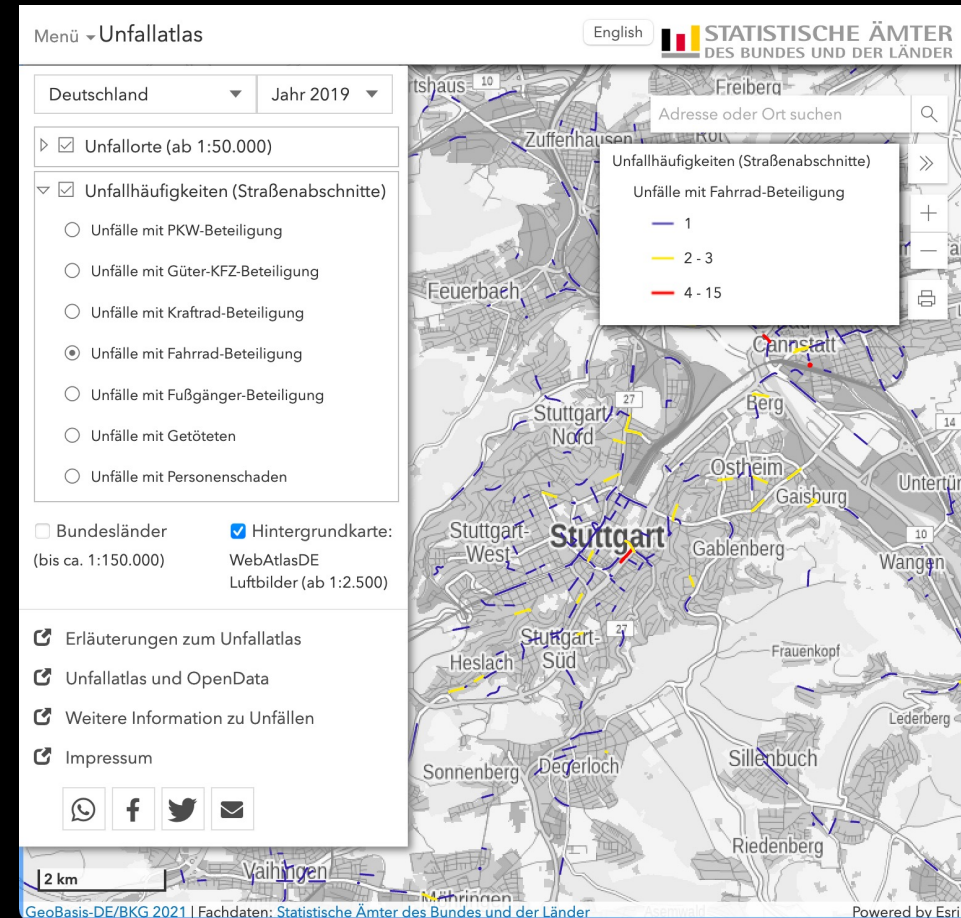 Menü
Unfallatlas
English
STATISTISCHE ÄMTER
DES BUNDES UND DER LÄNDER
Deutschland
Jahr 2019
Unfallorte (ab 1:50.000)
Unfallhäufigkeiten (Straßenabschnitte)
Unfälle mit PKW-Beteiligung
Unfälle mit Güter-KFZ-Beteiligung
Unfälle mit Kraftrad-Beteiligung
Unfälle mit Fahrrad-Beteiligung
Unfälle mit Fußgänger-Beteiligung
Unfälle mit Getöteten
Unfälle mit Personenschaden
Bundesländer
(bis ca. 1:150.000)
Hintergrundkarte:
WebAtlasDE
Luftbilder (ab 1:2.500)
Erläuterungen zum Unfallatlas
Unfallatlas und OpenData
Weitere Information zu Unfällen
Impressum
2 km
Adresse oder Ort suchen
Unfallhäufigkeiten (Straßenabschnitte)
Unfälle mit Fahrrad-Beteiligung
1
2 - 3
4 - 15
rtshaus
10
Freiberg
Zuffenhausen
Rot
Feuerbach
Cannstatt
27
Stuttgart
Nord
Berg
14
Ostheim
Gaisburg
Untertür
Stuttgart-
West
Stuttgart
Gablenberg
10
Wangen
Stuttgart-
Süd
27
Heslach
Frauenkopf
Lederberg
Sonnenberg
Degerloch
Sillenbuch
Riedenberg
Vaihingen
Möhringen
Asemwald
GeoBasis-DE/BKG 2021 | Fachdaten: Statistische Ämter des Bundes und der Länder
Powered by Esri